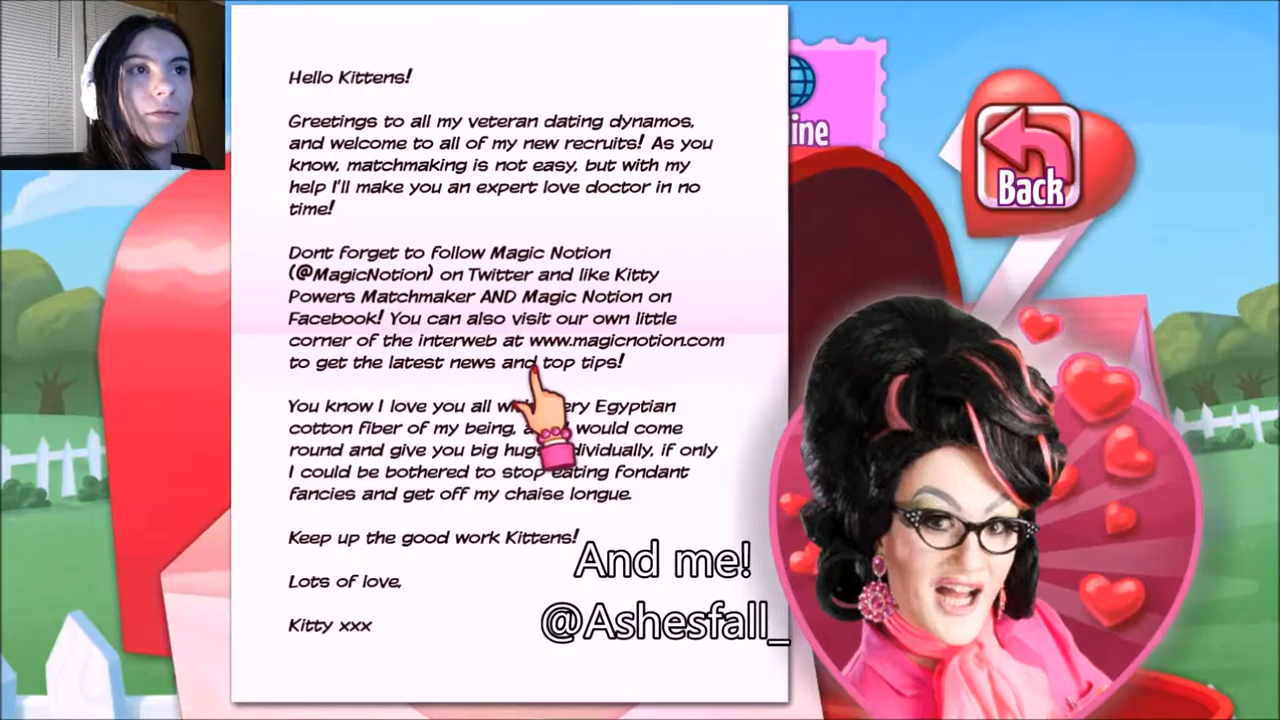 Hello Kittens!
Greetings to all my veteran dating dynamos,
and welcome to all of my new recruits! As you
know, matchmaking is not easy, but with my
help I'll make you an expert love doctor in no
time!
Dont forget to follow Magic Notion
(@MagicNotion) on Twitter and like Kitty
Powers Matchmaker AND Magic Notion on
Facebook! You can also visit our own little
corner of the interweb at www.magicnotion.com
to get the latest news and top tips!
You know I love you all Egyptian
cotton fiber of my being, would come
round and give you big if only
I could be bothered to stop eating fondant
fancies and get off my chaise longue.
Keep up the good work Kittens!
Lots of love,
Kitty xxx
And me!
@Ashesfall_
Back